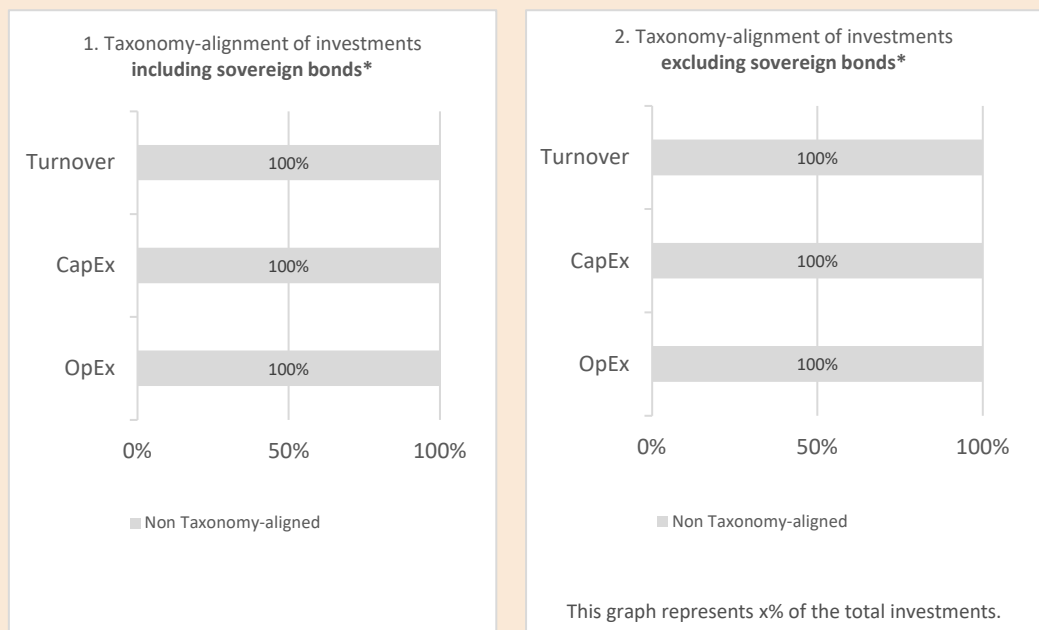 1. Taxonomy-alignment of investments
including sovereign bonds*
Turnover
100%
CapEx
100%
OpEx
100%
0%
50%
100%
Non Taxonomy-aligned
2. Taxonomy-alignment of investments
excluding sovereign bonds*
Turnover
100%
CapEx
100%
OpEx
100%
0%
50%
100%
Non Taxonomy-aligned
This graph represents x% of the total investments.